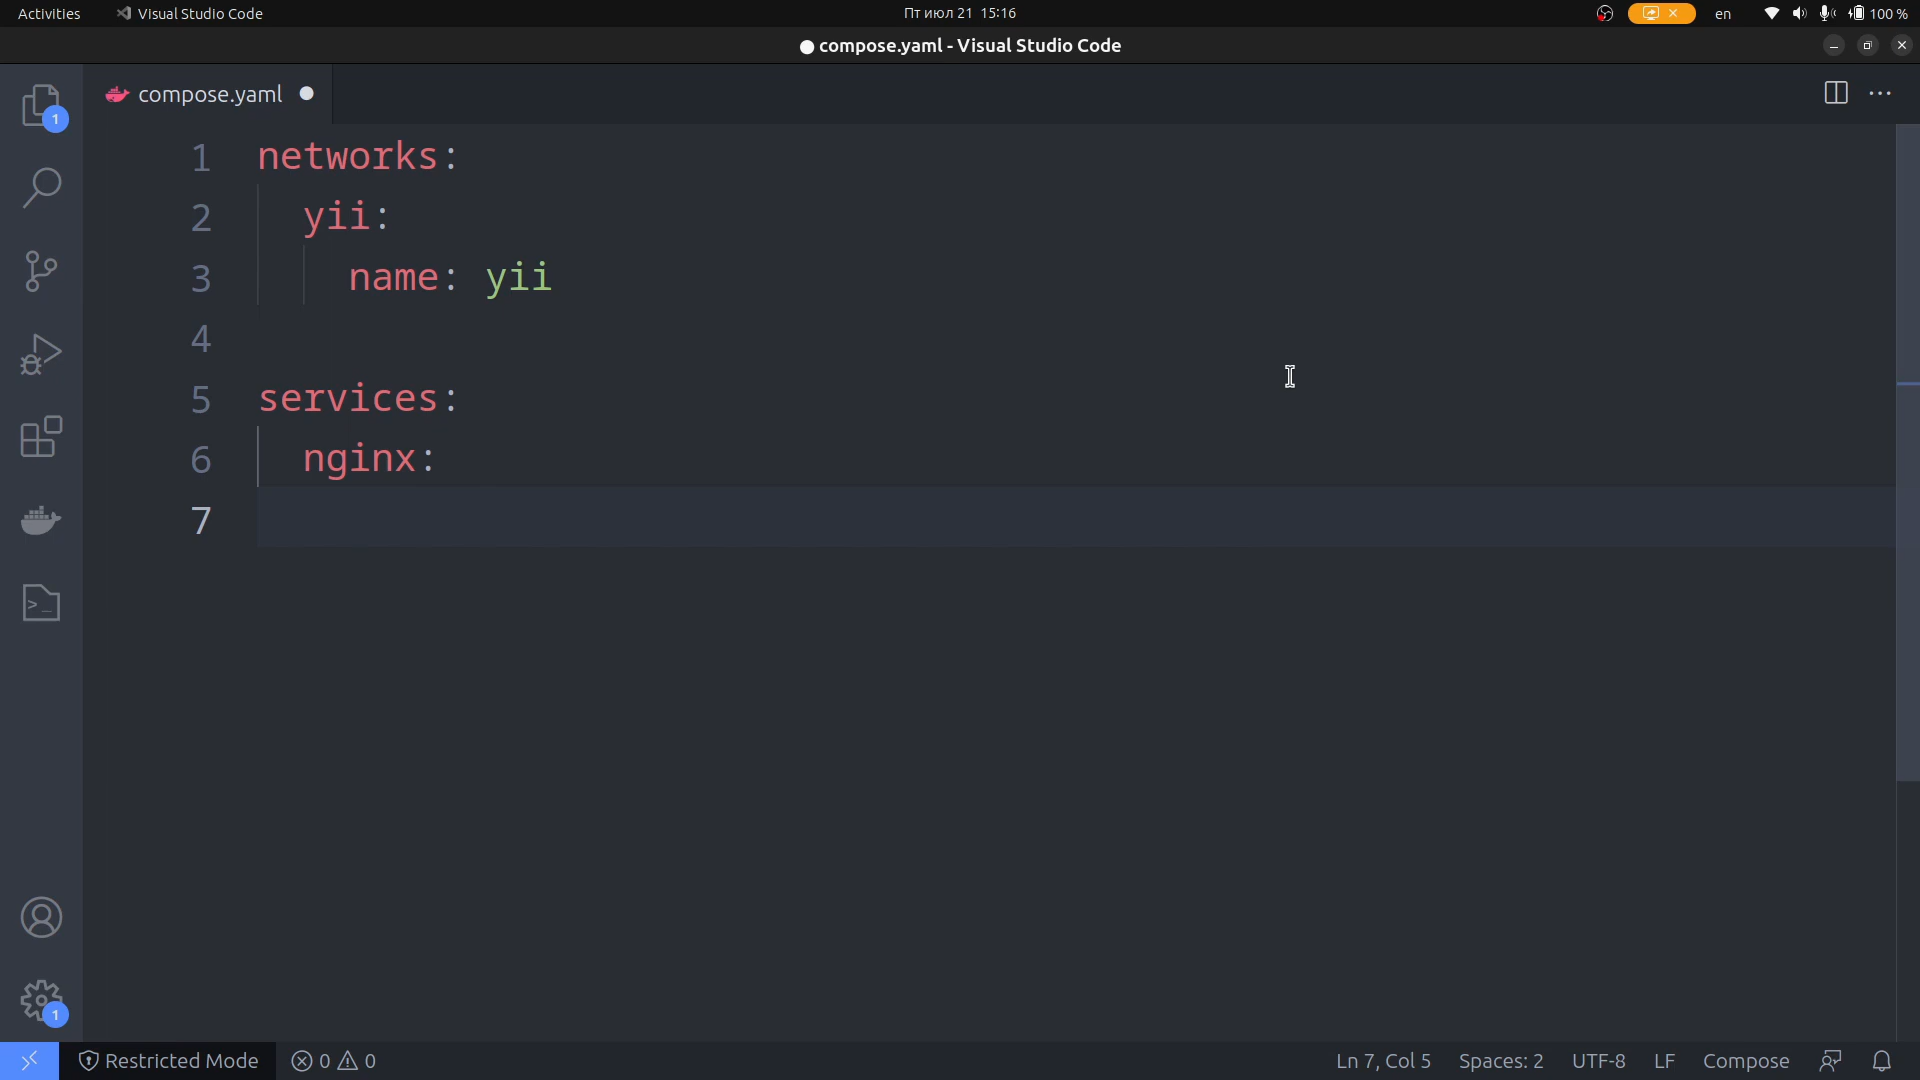 Activities
Visual Studio Code
Пт июл 21 15:16
en
100 %
compose.yaml - Visual Studio Code
compose.yaml
1
1 networks:
2 yii:
3 name: yii
4
5 services:
6 nginx:
7
1
Restricted Mode
0 0
Ln 7, Col 5
Spaces: 2
UTF-8
LF
Compose